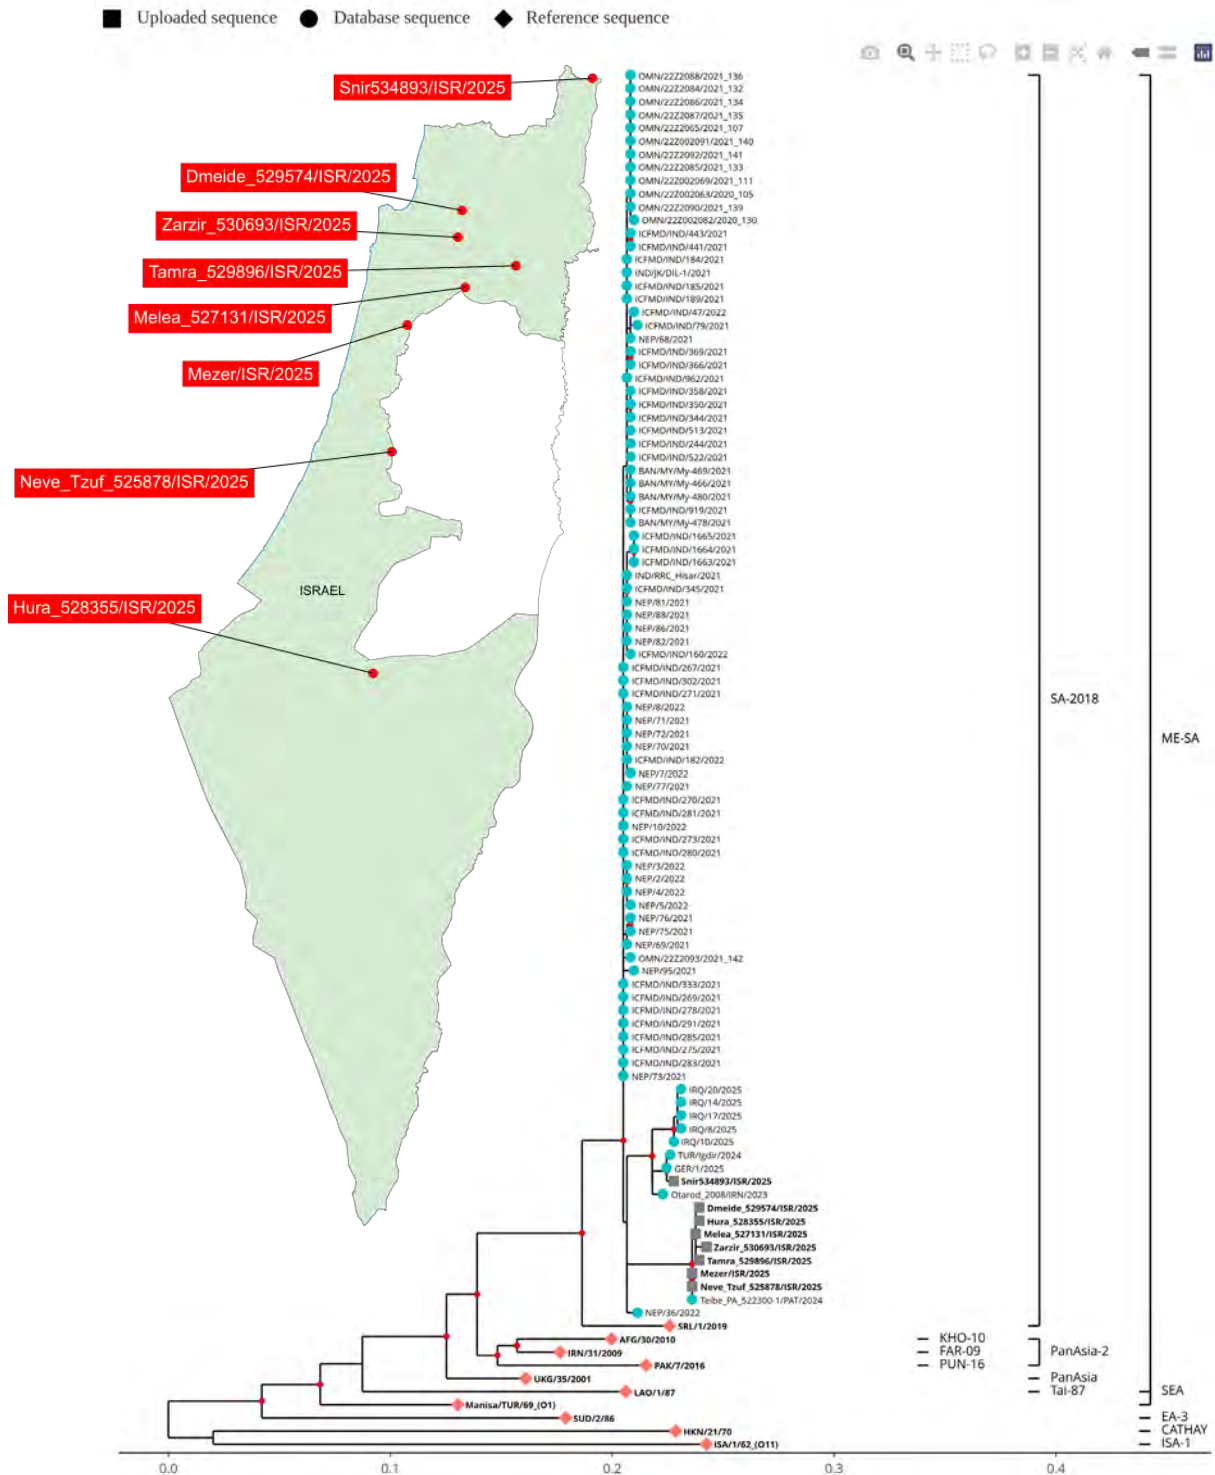 Uploaded sequence Database sequence Reference sequence
Snir534893/ISR/2025
Dmeide_529574/ISR/2025
Zarzir_530693/ISR/2025
Tamra_529896/ISR/2025
Melea_527131/ISR/2025
Mezer/ISR/2025
Neve_Tzuf_525878/ISR/2025
ISRAEL
Hura_528355/ISR/2025
OMN/22Z2088/2021_136
OMN/22Z2084/2021_132
OMN/22Z2086/2021_134
OMN/22Z2087/2021_135
OMN/22Z2065/2021_107
OMN/22Z002091/2021_140
OMN/22Z2092/2021_141
OMN/22Z2085/2021_133
OMN/22Z002069/2021_111
OMN/22Z002063/2020_105
OMN/22Z2090/2021_139
OMN/22Z002082/2020_130
ICFMD/IND/443/2021
ICFMD/IND/441/2021
ICFMD/IND/184/2021
IND/JK/DIL-1/2021
ICFMD/IND/185/2021
ICFMD/IND/189/2021
ICFMD/IND/47/2022
ICFMD/IND/79/2021
NEP/68/2021
ICFMD/IND/369/2021
ICFMD/IND/366/2021
ICFMD/IND/962/2021
ICFMD/IND/358/2021
ICFMD/IND/350/2021
ICFMD/IND/344/2021
ICFMD/IND/513/2021
ICFMD/IND/244/2021
ICFMD/IND/522/2021
BAN/MY/My-469/2021
BAN/MY/My-466/2021
BAN/MY/My-480/2021
ICFMD/IND/919/2021
BAN/MY/My-478/2021
ICFMD/IND/1665/2021
ICFMD/IND/1664/2021
ICFMD/IND/1663/2021
IND/RRC_Hisar/2021
ICFMD/IND/345/2021
NEP/81/2021
NEP/88/2021
NEP/86/2021
NEP/82/2021
ICFMD/IND/160/2022
ICFMD/IND/267/2021
ICFMD/IND/302/2021
ICFMD/IND/271/2021
SA-2018
NEP/8/2022
NEP/71/2021
NEP/72/2021
ME-SA
NEP/70/2021
ICFMD/IND/182/2022
NEP/7/2022
NEP/77/2021
ICFMD/IND/270/2021
ICFMD/IND/281/2021
NEP/10/2022
ICFMD/IND/273/2021
ICFMD/IND/280/2021
NEP/3/2022
NEP/2/2022
NEP/4/2022
NEP/5/2022
NEP/76/2021
NEP/75/2021
NEP/69/2021
OMN/22Z2093/2021_142
NEP/95/2021
ICFMD/IND/333/2021
ICFMD/IND/269/2021
ICFMD/IND/278/2021
ICFMD/IND/291/2021
ICFMD/IND/285/2021
ICFMD/IND/275/2021
ICFMD/IND/283/2021
NEP/73/2021
IRQ/20/2025
IRQ/14/2025
IRQ/17/2025
IRQ/8/2025
IRQ/10/2025
TUR/Igdir/2024
GER/1/2025
Snir534893/ISR/2025
Otarod_2008/IRN/2023
Dmeide_529574/ISR/2025
Hura_528355/ISR/2025
Melea_527131/ISR/2025
Zarzir_530693/ISR/2025
Tamra_529896/ISR/2025
Mezer/ISR/2025
Neve_Tzuf_525878/ISR/2025
Teibe_PA_522300-1/PAT/2024
NEP/36/2022
SRL/1/2019
AFG/30/2010 KHO-10
IRN/31/2009 FAR-09 PanAsia-2
PAK/7/2016 PUN-16
UKG/35/2001 PanAsia
LAO/1/87 Tai-87 SEA
Manisa/TUR/69_(O1)
SUD/2/86 EA-3
HKN/21/70 CATHAY
ISA/1/62_(O11) ISA-1
0.0 0.1 0.2 0.3 0.4